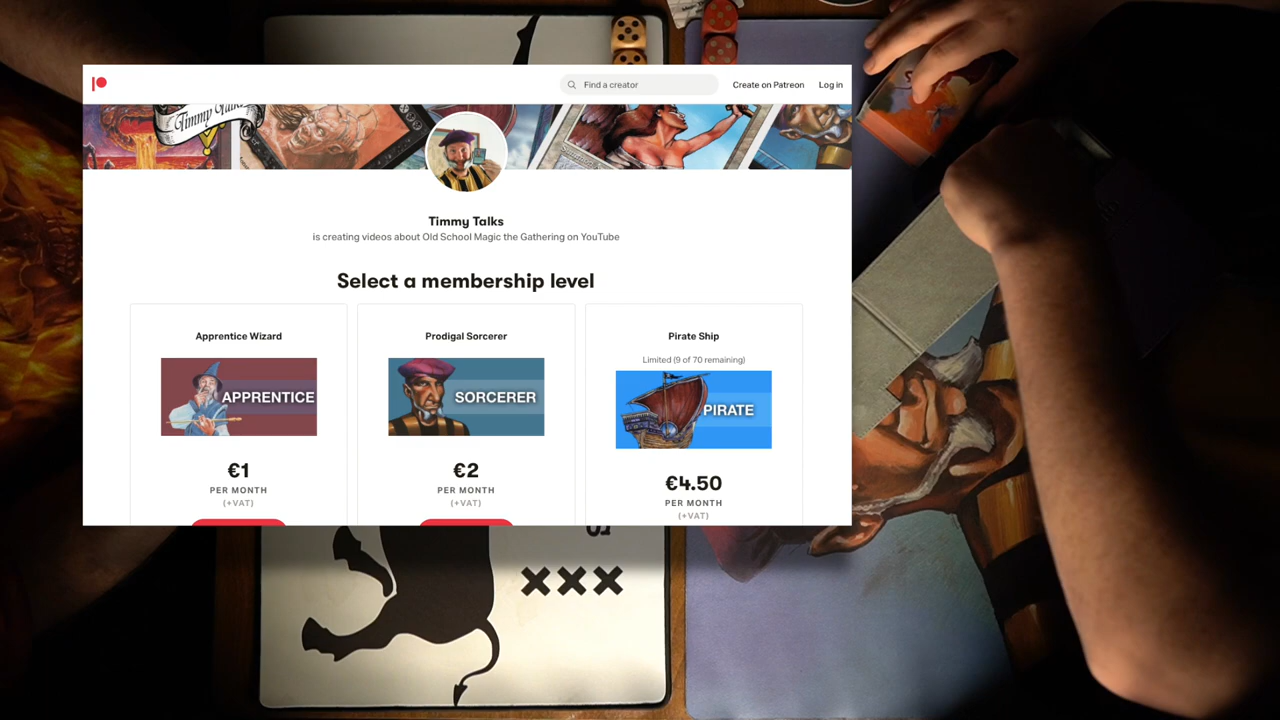 Find a creator
Create on Patreon
Log in
Timmy Talks
Timmy Talks
is creating videos about Old School Magic the Gathering on YouTube
Select a membership level
Apprentice Wizard
APPRENTICE
€1
PER MONTH
(+VAT)
Prodigal Sorcerer
SORCERER
€2
PER MONTH
(+VAT)
Pirate Ship
Limited (9 of 70 remaining)
PIRATE
€4.50
PER MONTH
(+VAT)
XXX